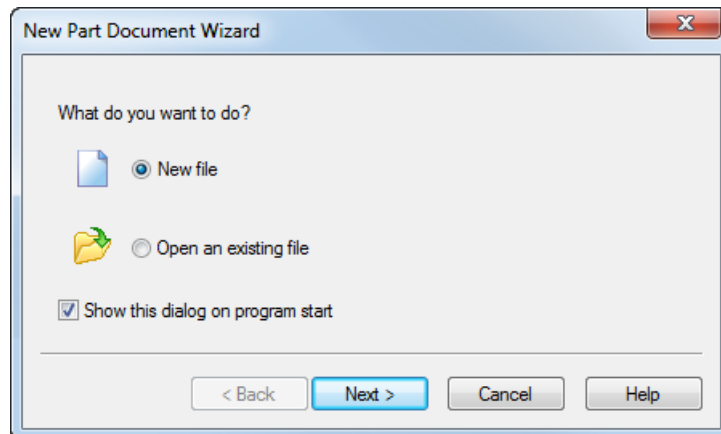 New Part Document Wizard
What do you want to do?
New file
Open an existing file
Show this dialog on program start
< Back Next > Cancel Help